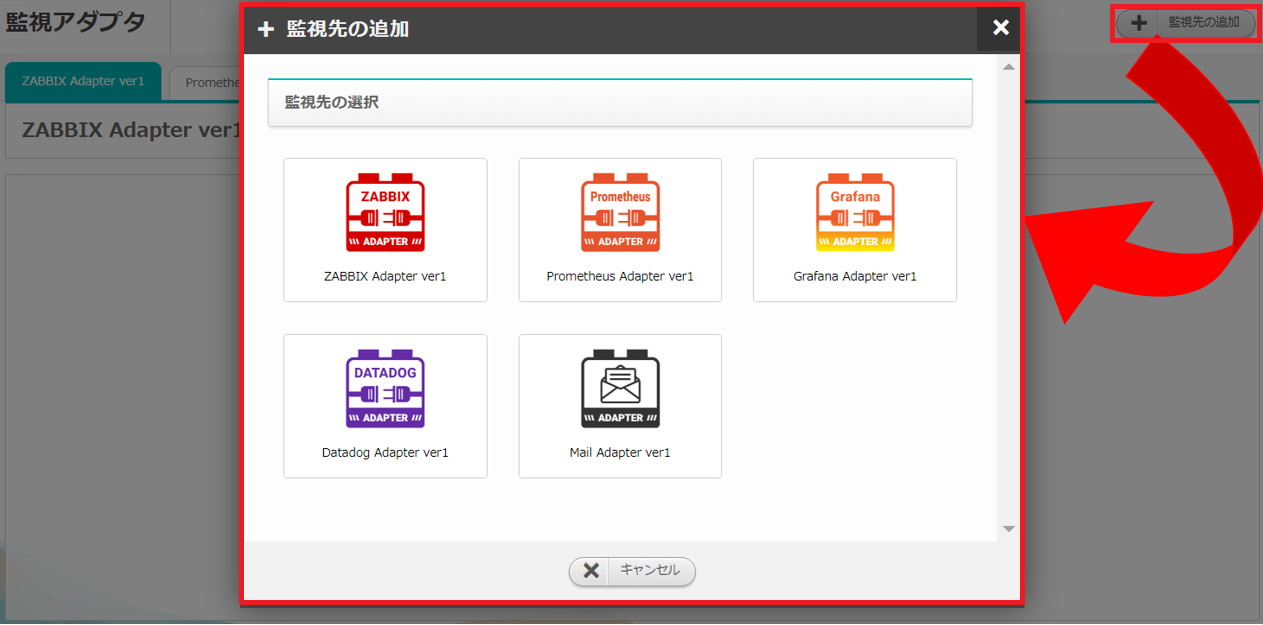 監視アダプタ
監視先の追加
監視先の追加
ZABBIX Adapter ver1
Promethe
ZABBIX Adapter ver1
監視先の選択
ZABBIX
ADAPTER
ZABBIX Adapter ver1
Prometheus
ADAPTER
Prometheus Adapter ver1
Grafana
ADAPTER
Grafana Adapter ver1
DATADOG
ADAPTER
Datadog Adapter ver1
ADAPTER
Mail Adapter ver1
キャンセル